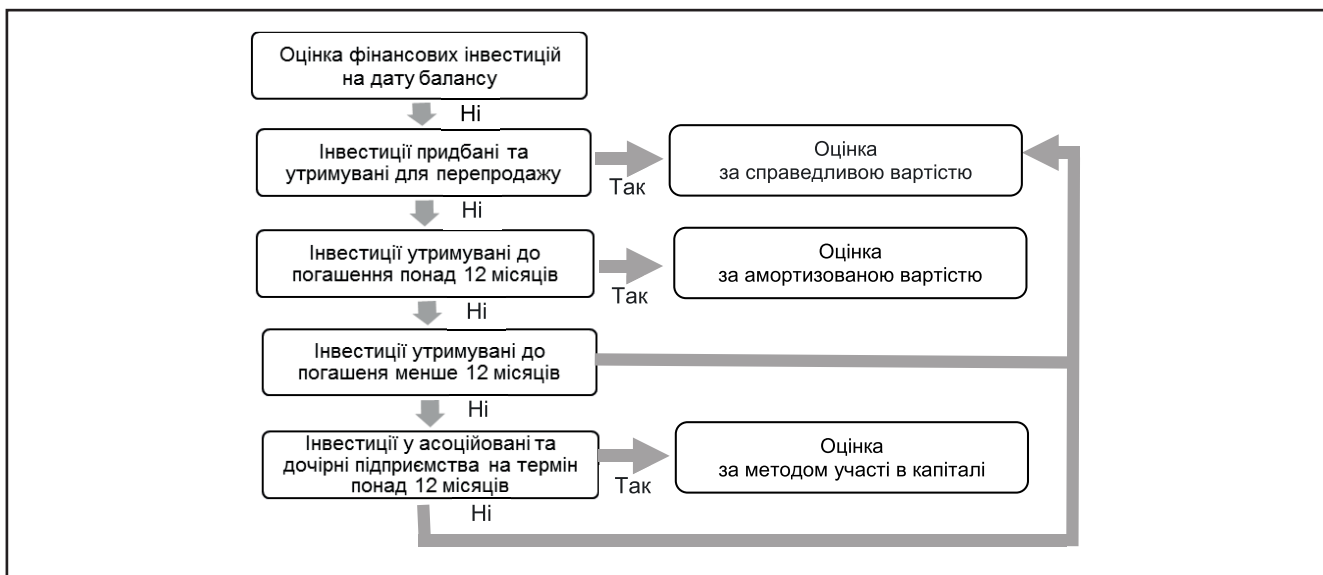 Оцінка фінансових інвестицій
на дату балансу
Ні
Інвестиції придбані та
утримувані для перепродажу
Так
Оцінка
за справедливою вартістю
Ні
Інвестиції утримувані до
погашення понад 12 місяців
Так
Оцінка
за амортизованою вартістю
Ні
Інвестиції утримувані до
погашеня менше 12 місяців
Ні
Інвестиції у асоційовані та
дочірні підприємства на термін
понад 12 місяців
Так
Оцінка
за методом участі в капіталі
Ні